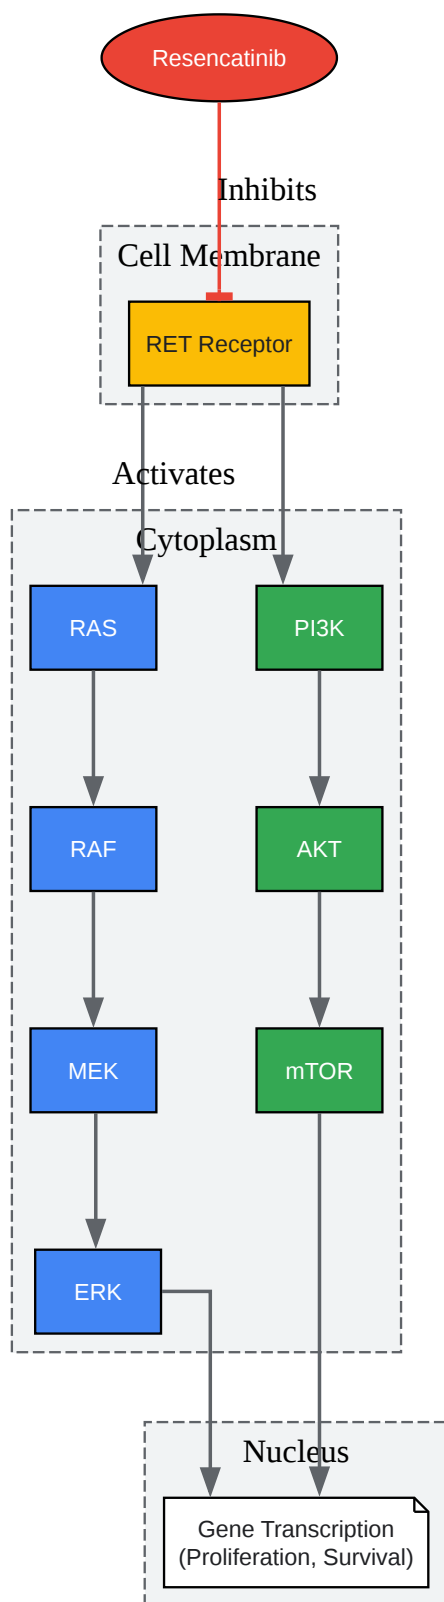 Resencatinib
Inhibits
Cell Membrane
RET Receptor
Activates
Cytoplasm
RAS
PI3K
RAF
AKT
MEK
mTOR
ERK
Nucleus
Gene Transcription
(Proliferation, Survival)